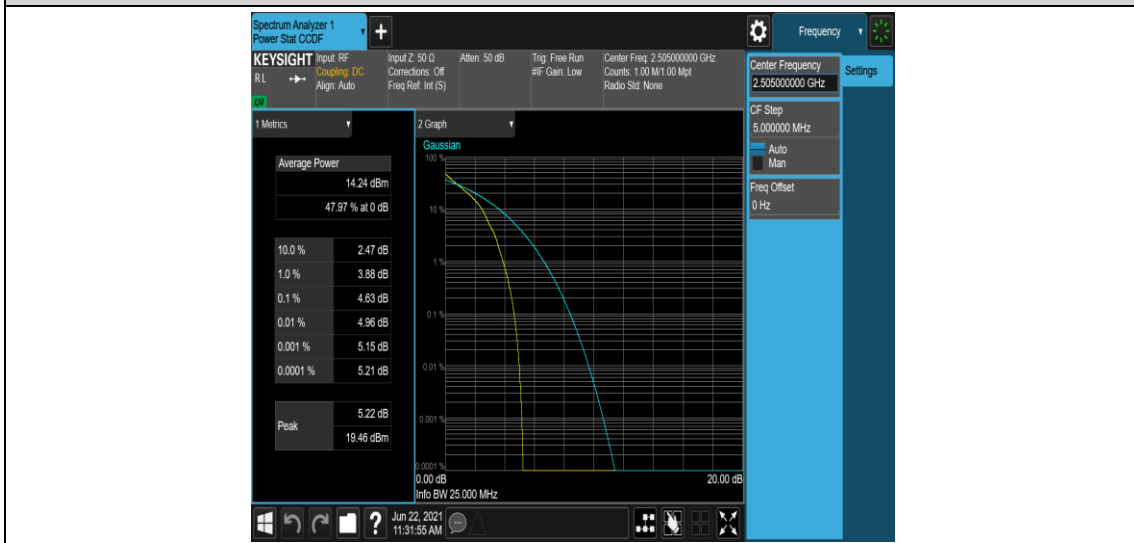 Spectrum Analyzer 1
Power Stat CCDF
+
Frequency
KEYSIGHT
RL
LXI
Input: RF
Coupling: DC
Align: Auto
Input Z: 50 Ω
Corrections: Off
Freq Ref: Int (S)
Atten: 50 dB
Trig: Free Run
#IF Gain: Low
Center Freq: 2.505000000 GHz
Counts: 1.00 M/1.00 Mpt
Radio Std: None
Center Frequency
2.505000000 GHz
Settings
CF Step
5.000000 MHz
Auto
Man
Freq Offset
0 Hz
1 Metrics
Average Power
14.24 dBm
47.97 % at 0 dB
10.0 % 2.47 dB
1.0 % 3.88 dB
0.1 % 4.63 dB
0.01 % 4.96 dB
0.001 % 5.15 dB
0.0001 % 5.21 dB
Peak
5.22 dB
19.46 dBm
2 Graph
Gaussian
100 %
10 %
1 %
0.1 %
0.01 %
0.001 %
0.0001 %
0.00 dB 20.00 dB
Info BW 25.000 MHz
?
Jun 22, 2021
11:31:55 AM